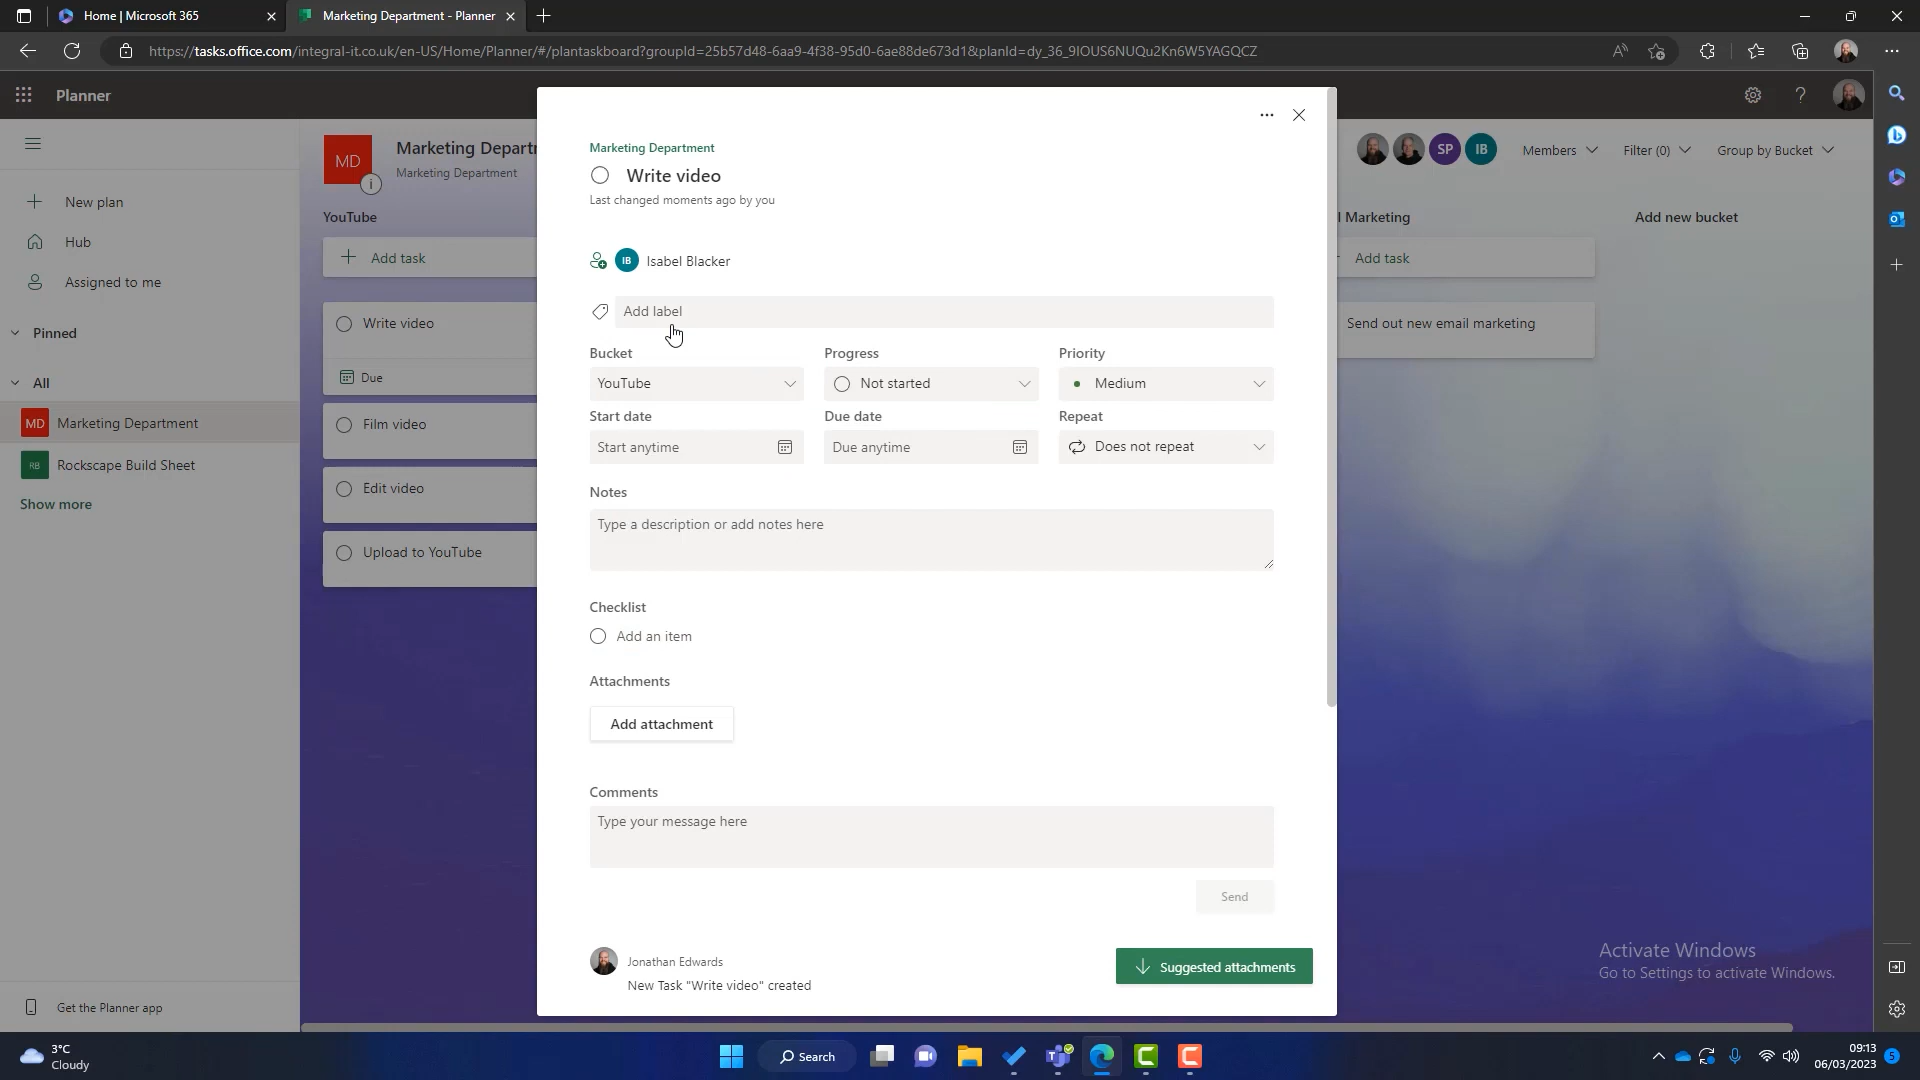 Home | Microsoft 365
Marketing Department - Planner
https://tasks.office.com/integral-it.co.uk/en-US/Home/Planner/#/plantaskboard?groupId=25b57d48-6aa9-4f38-95d0-6ae88de673d1&planId=dy_36_9IOUS6NUQu2Kn6W5YAGQCZ
Planner
MD
Marketing Depart
Marketing Department
SP
IB
Members
Filter (0)
Group by Bucket
New plan
Hub
Assigned to me
Pinned
All
MD Marketing Department
RB Rockscape Build Sheet
Show more
Get the Planner app
YouTube
Add task
Write video
Due
Film video
Edit video
Upload to YouTube
Marketing Department
Write video
Last changed moments ago by you
IB Isabel Blacker
Add label
Bucket Progress Priority
YouTube Not started Medium
Start date Due date Repeat
Start anytime Due anytime Does not repeat
Notes
Type a description or add notes here
Checklist
Add an item
Attachments
Add attachment
Comments
Type your message here
Send
Jonathan Edwards
New Task "Write video" created
Suggested attachments
l Marketing
Add task
Send out new email marketing
Add new bucket
Activate Windows
Go to Settings to activate Windows.
3°C
Cloudy
Search
09:13
06/03/2023
5